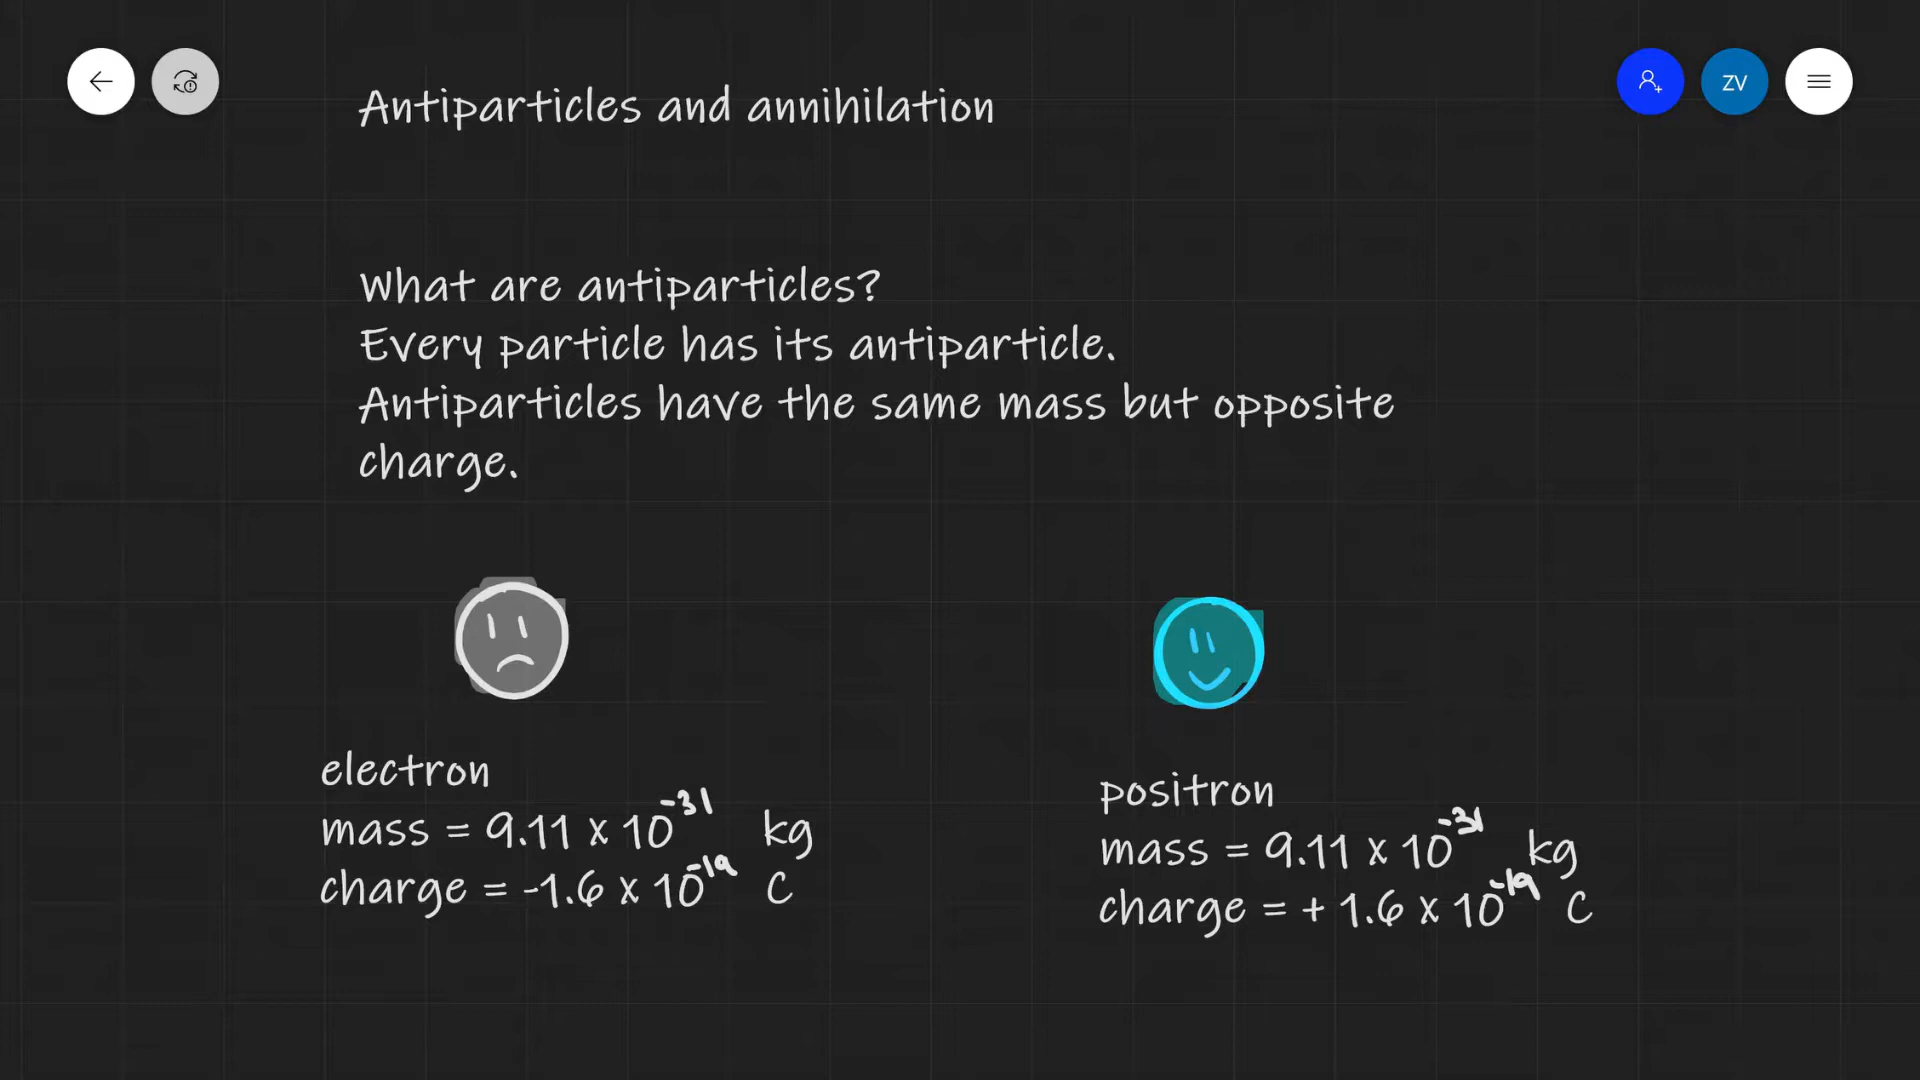 ZV
Antiparticles and annihilation
What are antiparticles?
Every particle has its antiparticle.
Antiparticles have the same mass but opposite
charge.
electron
mass = 9.11 x 10⁻³¹ kg
charge = -1.6 x 10⁻¹⁹ C
positron
mass = 9.11 x 10⁻³¹ kg
charge = + 1.6 x 10⁻¹⁹ C